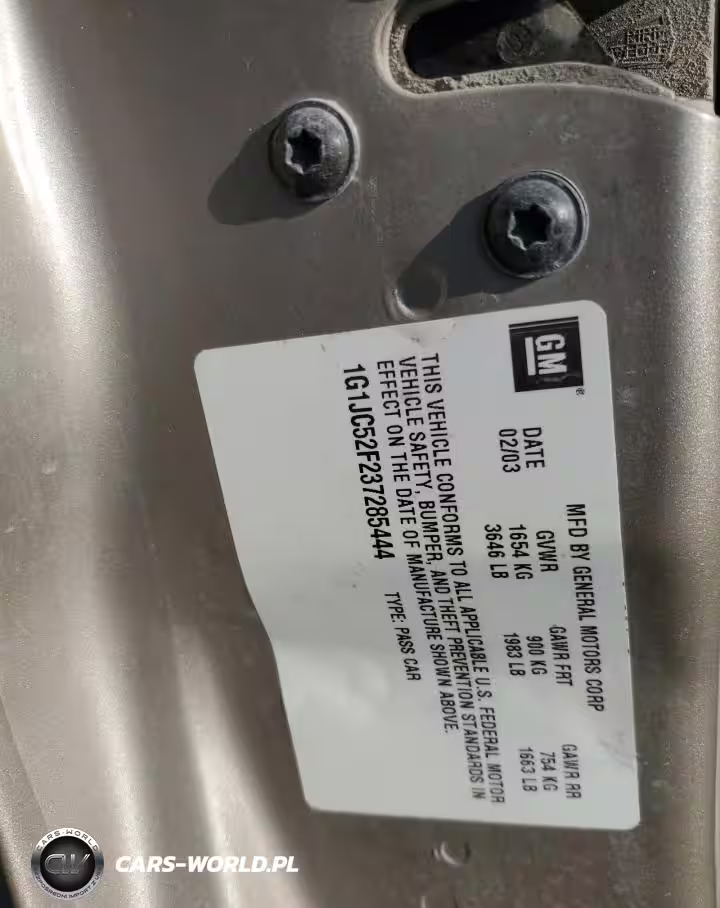 GM
MFD BY GENERAL MOTORS CORP
DATE GVWR GAWR FRT GAWR RR
02/03 1654 KG 900 KG 754 KG
3646 LB 1983 LB 1663 LB
THIS VEHICLE CONFORMS TO ALL APPLICABLE U.S. FEDERAL MOTOR
VEHICLE SAFETY, BUMPER, AND THEFT PREVENTION STANDARDS IN
EFFECT ON THE DATE OF MANUFACTURE SHOWN ABOVE.
1G1JC52F237285444 TYPE: PASS CAR
CARS-WORLD
CW
CARS-WORLD.PL